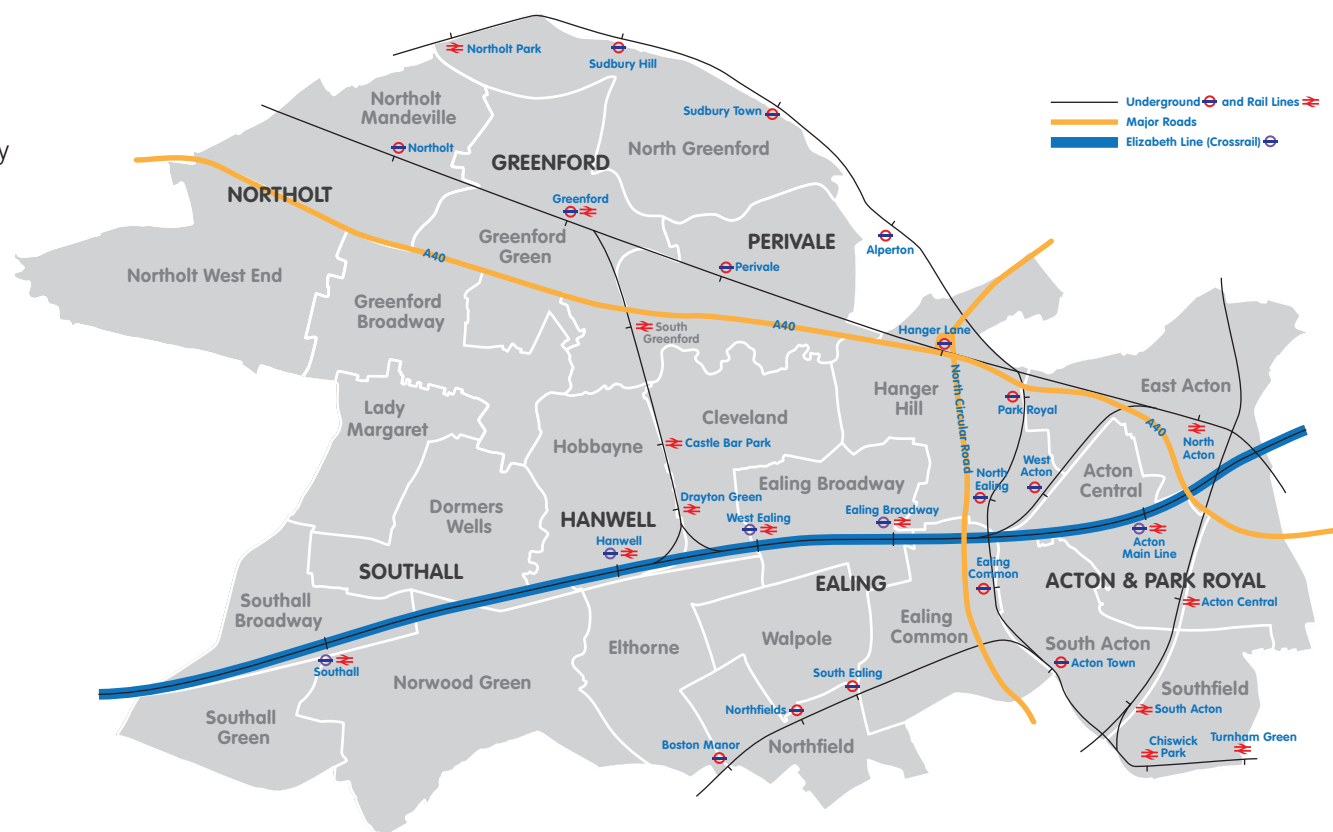 y
Northolt Park
Sudbury Hill
Underground and Rail Lines
Major Roads
Elizabeth Line (Crossrail)
Northolt
Mandeville
Sudbury Town
Northolt
GREENFORD
North Greenford
NORTHOLT
Greenford
Greenford
Green
PERIVALE
Alperton
A40
Perivale
Northolt West End
Greenford
Broadway
South
Greenford
A40
Hanger Lane
North Circular Road
Hanger
Hill
Park Royal
East Acton
A40
North
Acton
Lady
Margaret
Hobbayne
Cleveland
Castle Bar Park
Dormers
Wells
Drayton Green
Ealing Broadway
North
Ealing
West
Acton
Acton
Central
HANWELL
Hanwell
West Ealing
Ealing Broadway
Acton
Main Line
SOUTHALL
EALING
Ealing
Common
ACTON & PARK ROYAL
Acton Central
Southall
Broadway
Southall
Elthorne
Walpole
Ealing
Common
South Acton
Acton Town
Norwood Green
South Ealing
Southfield
Southall
Green
Northfields
South Acton
Boston Manor
Northfield
Chiswick
Park
Turnham Green